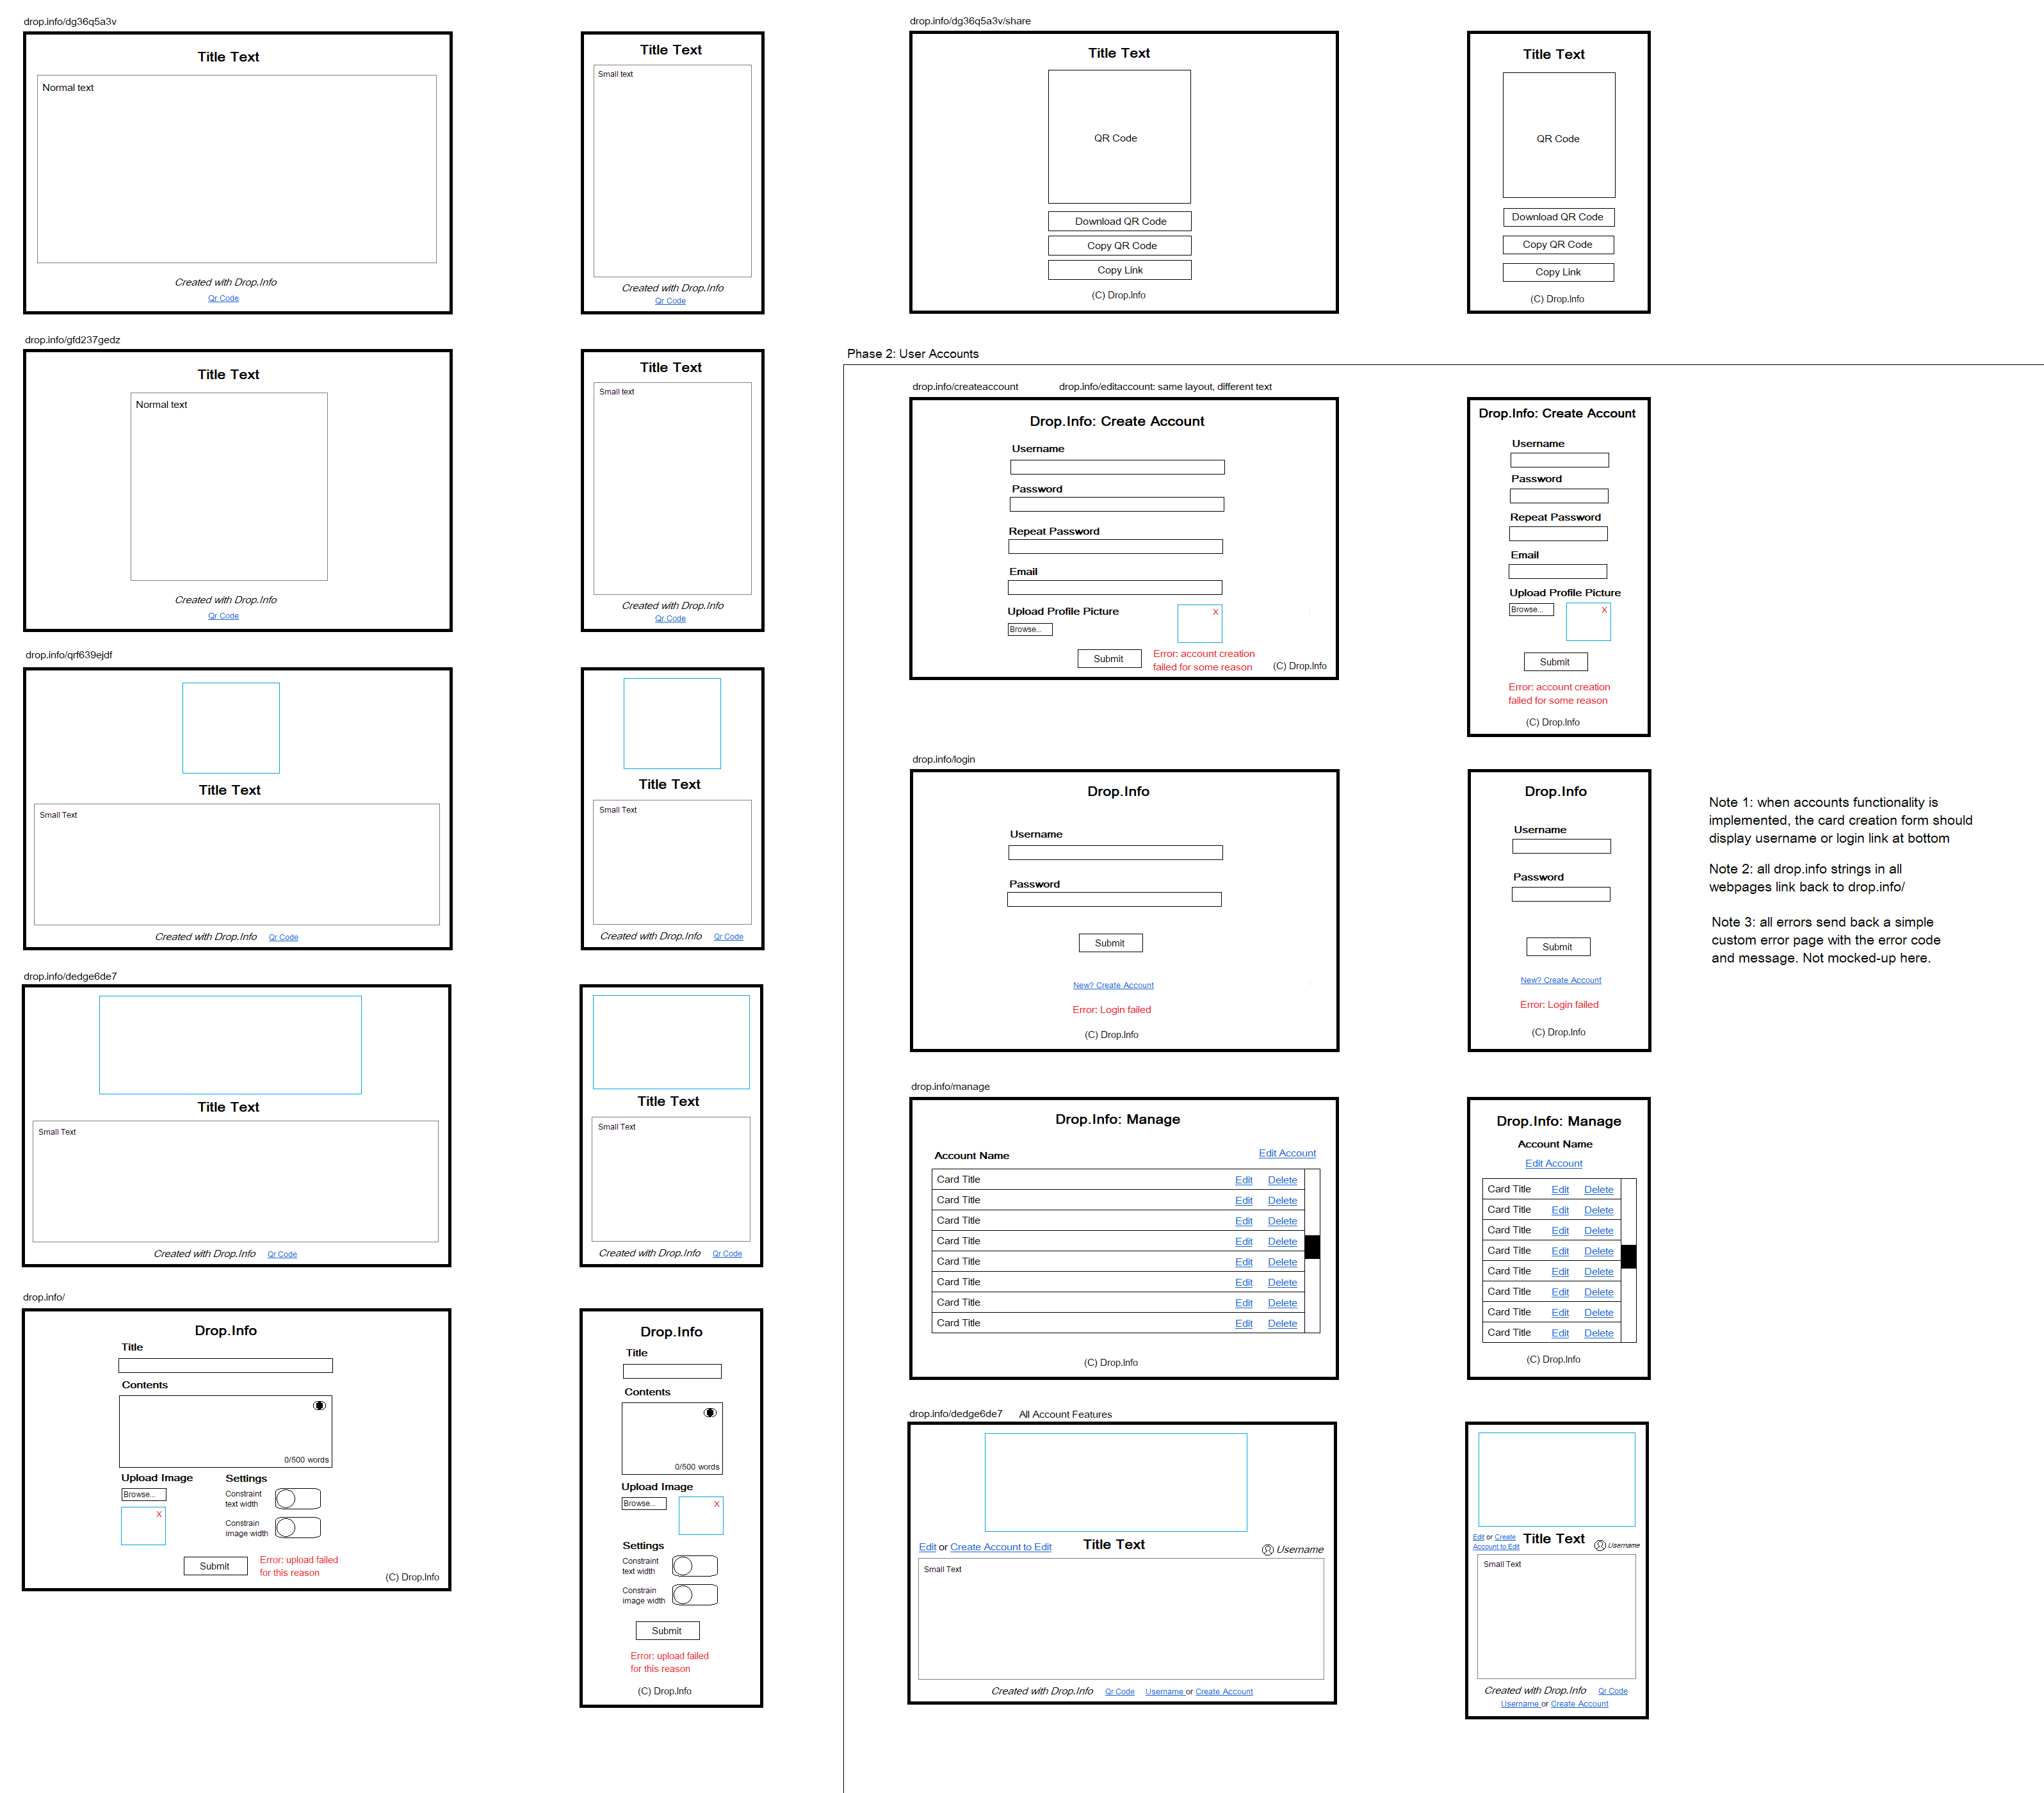 drop.info/dg36q5a3v
Title Text
Normal text
Created with Drop.Info
Qr Code
Title Text
Small text
Created with Drop.Info
Qr Code
drop.info/gfd237gedz
Title Text
Normal text
Created with Drop.Info
Qr Code
Title Text
Small text
Created with Drop.Info
Qr Code
drop.info/qrf639ejdf
Title Text
Small Text
Created with Drop.Info Qr Code
Title Text
Small Text
Created with Drop.Info Qr Code
drop.info/dedge6de7
Title Text
Small Text
Created with Drop.Info Qr Code
Title Text
Small Text
Created with Drop.Info Qr Code
drop.info/
Drop.Info
Title
Contents
0/500 words
Upload Image
Browse...
X
Settings
Constraint
text width
Constrain
image width
Submit
Error: upload failed
for this reason
(C) Drop.Info
Drop.Info
Title
Contents
0/500 words
Upload Image
Browse...
X
Settings
Constraint
text width
Constrain
image width
Submit
Error: upload failed
for this reason
(C) Drop.Info
drop.info/dg36q5a3v/share
Title Text
QR Code
Download QR Code
Copy QR Code
Copy Link
(C) Drop.Info
Title Text
QR Code
Download QR Code
Copy QR Code
Copy Link
(C) Drop.Info
Phase 2: User Accounts
drop.info/createaccount drop.info/editaccount: same layout, different text
Drop.Info: Create Account
Username
Password
Repeat Password
Email
Upload Profile Picture
Browse...
X
Submit
Error: account creation
failed for some reason
(C) Drop.Info
Drop.Info: Create Account
Username
Password
Repeat Password
Email
Upload Profile Picture
Browse...
X
Submit
Error: account creation
failed for some reason
(C) Drop.Info
drop.info/login
Drop.Info
Username
Password
Submit
New? Create Account
Error: Login failed
(C) Drop.Info
Drop.Info
Username
Password
Submit
New? Create Account
Error: Login failed
(C) Drop.Info
Note 1: when accounts functionality is
implemented, the card creation form should
display username or login link at bottom
Note 2: all drop.info strings in all
webpages link back to drop.info/
Note 3: all errors send back a simple
custom error page with the error code
and message. Not mocked-up here.
drop.info/manage
Drop.Info: Manage
Account Name Edit Account
Card Title Edit Delete
Card Title Edit Delete
Card Title Edit Delete
Card Title Edit Delete
Card Title Edit Delete
Card Title Edit Delete
Card Title Edit Delete
Card Title Edit Delete
(C) Drop.Info
Drop.Info: Manage
Account Name
Edit Account
Card Title Edit Delete
Card Title Edit Delete
Card Title Edit Delete
Card Title Edit Delete
Card Title Edit Delete
Card Title Edit Delete
Card Title Edit Delete
Card Title Edit Delete
(C) Drop.Info
drop.info/dedge6de7 All Account Features
Edit or Create Account to Edit Title Text Username
Small Text
Created with Drop.Info Qr Code Username or Create Account
Edit or Create
Account to Edit
Title Text
Username
Small Text
Created with Drop.Info Qr Code
Username or Create Account